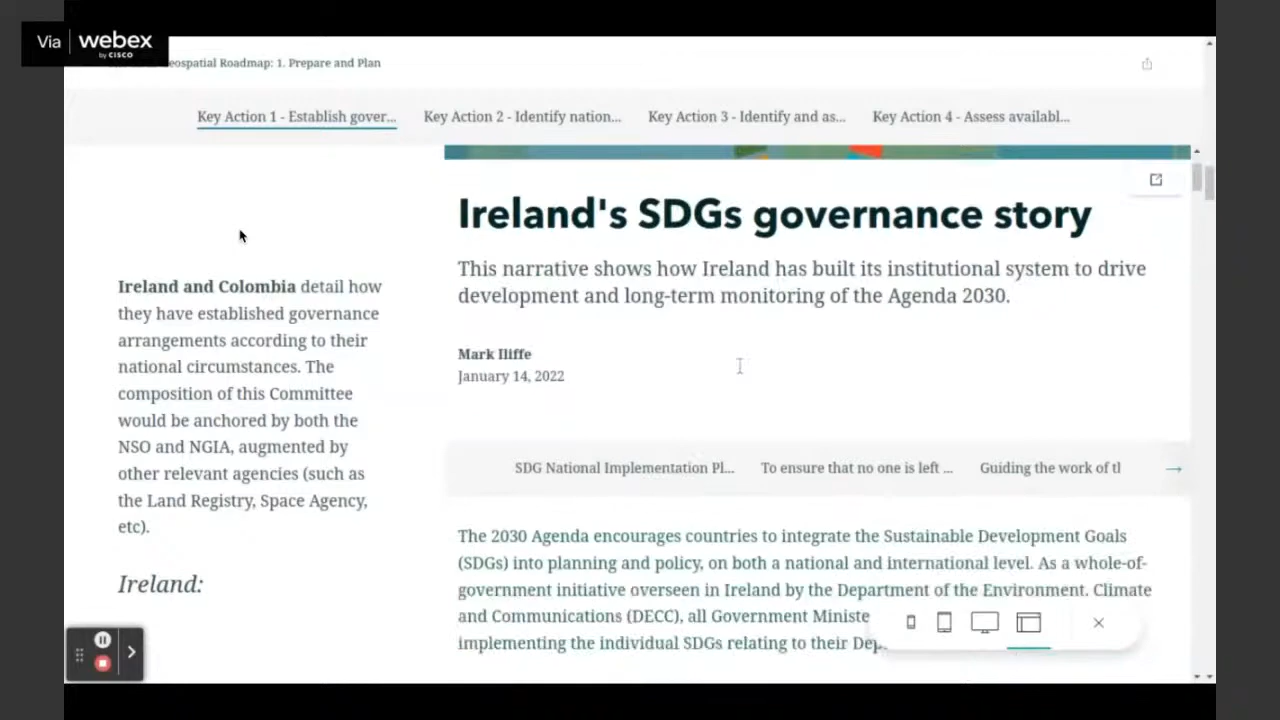 Via webex
by CISCO
eospatial Roadmap: 1. Prepare and Plan
Key Action 1 - Establish gover... Key Action 2 - Identify nation... Key Action 3 - Identify and as... Key Action 4 - Assess availabl...
Ireland's SDGs governance story
This narrative shows how Ireland has built its institutional system to drive
development and long-term monitoring of the Agenda 2030.
Mark Iliffe
January 14, 2022
Ireland and Colombia detail how
they have established governance
arrangements according to their
national circumstances. The
composition of this Committee
would be anchored by both the
NSO and NGIA, augmented by
other relevant agencies (such as
the Land Registry, Space Agency,
etc).
Ireland:
SDG National Implementation Pl... To ensure that no one is left ... Guiding the work of tl
The 2030 Agenda encourages countries to integrate the Sustainable Development Goals
(SDGs) into planning and policy, on both a national and international level. As a whole-of-
government initiative overseen in Ireland by the Department of the Environment. Climate
and Communications (DECC), all Government Ministe
implementing the individual SDGs relating to their Dep